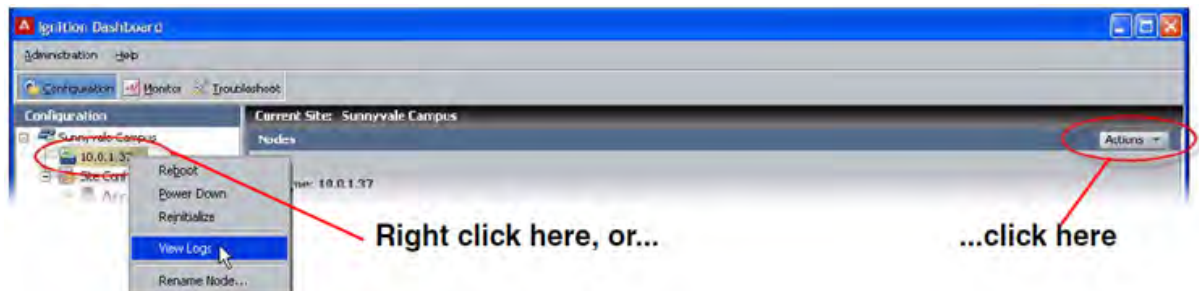 Ignition Dashboard
Administration Help
Configuration Monitor Troubleshoot
Configuration
Current Site: Sunnyvale Campus
Sunnyvale Campus
Nodes
Actions
10.0.1.37
Site Conf
Reboot
10.0.1.37
Power Down
Reinitialize
Right click here, or...
...click here
View Logs
Rename Node...